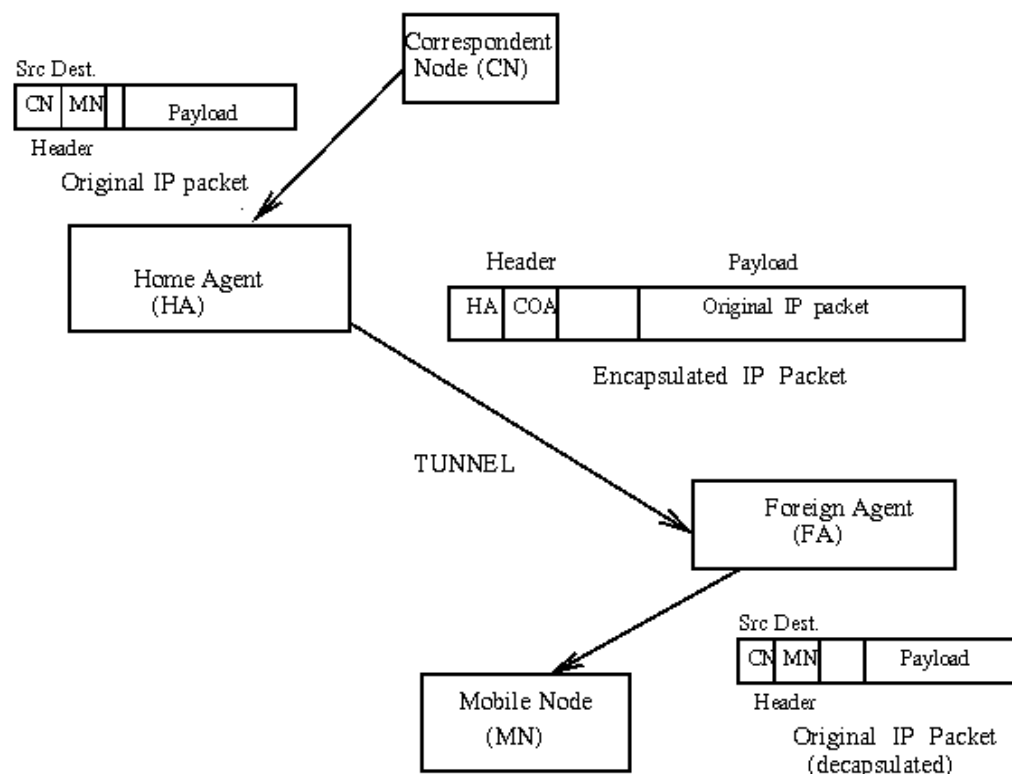 Correspondent
Node (CN)
Src Dest.
CN MN Payload
Header
Original IP packet
Home Agent
(HA)
Header Payload
HA COA Original IP packet
Encapsulated IP Packet
TUNNEL
Foreign Agent
(FA)
Src Dest.
CN MN Payload
Header
Mobile Node
(MN)
Original IP Packet
(decapsulated)